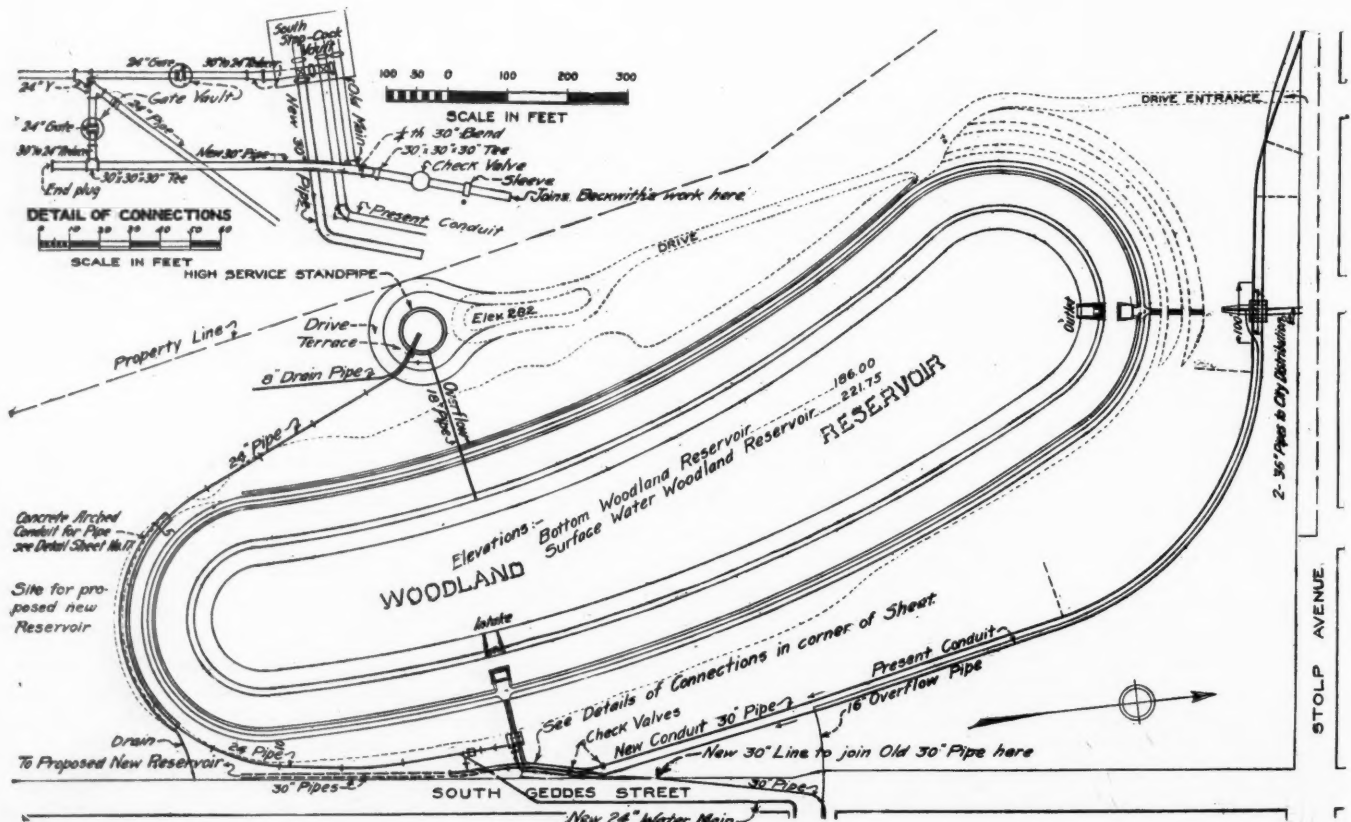 South
Stop-Cock
Vault
24" Gate
30" to 24" Reducer
24" Y
Gate Vault
24" Pipe
24" Gate
30" to 24" Reducer
New 30" Pipe
End plug
30"x30"x30" Tee
New 30" Pipe
Old Main
30" Bend
30"x30"x30" Tee
Check Valve
Sleeve
Joins Beckwith's work here
Present Conduit
DETAIL OF CONNECTIONS
0 10 20 30 40 50
SCALE IN FEET
100 50 0 100 200 300
SCALE IN FEET
DRIVE ENTRANCE
HIGH SERVICE STANDPIPE
DRIVE
Elev. 282
Drive
Terrace
Property Line
8" Drain Pipe
Overflow
18" Pipe
24" Pipe
Outlet
100'
2-36" Pipes to City Distribution
Concrete Arched
Conduit for Pipe
see Detail Sheet No. 17
Site for pro-
posed new
Reservoir
Elevations:-
Bottom Woodland Reservoir 186.00
Surface Water Woodland Reservoir 221.75
WOODLAND RESERVOIR
Intake
See Details of Connections in corner of Sheet
Check Valves
New Conduit 30" Pipe
Present Conduit
16" Overflow Pipe
New 30" Line to join Old 30" Pipe here
Drain
24" Pipe
To Proposed New Reservoir
30" Pipes
30" Pipe
SOUTH GEDDES STREET
New 24" Water Main
STOLP AVENUE